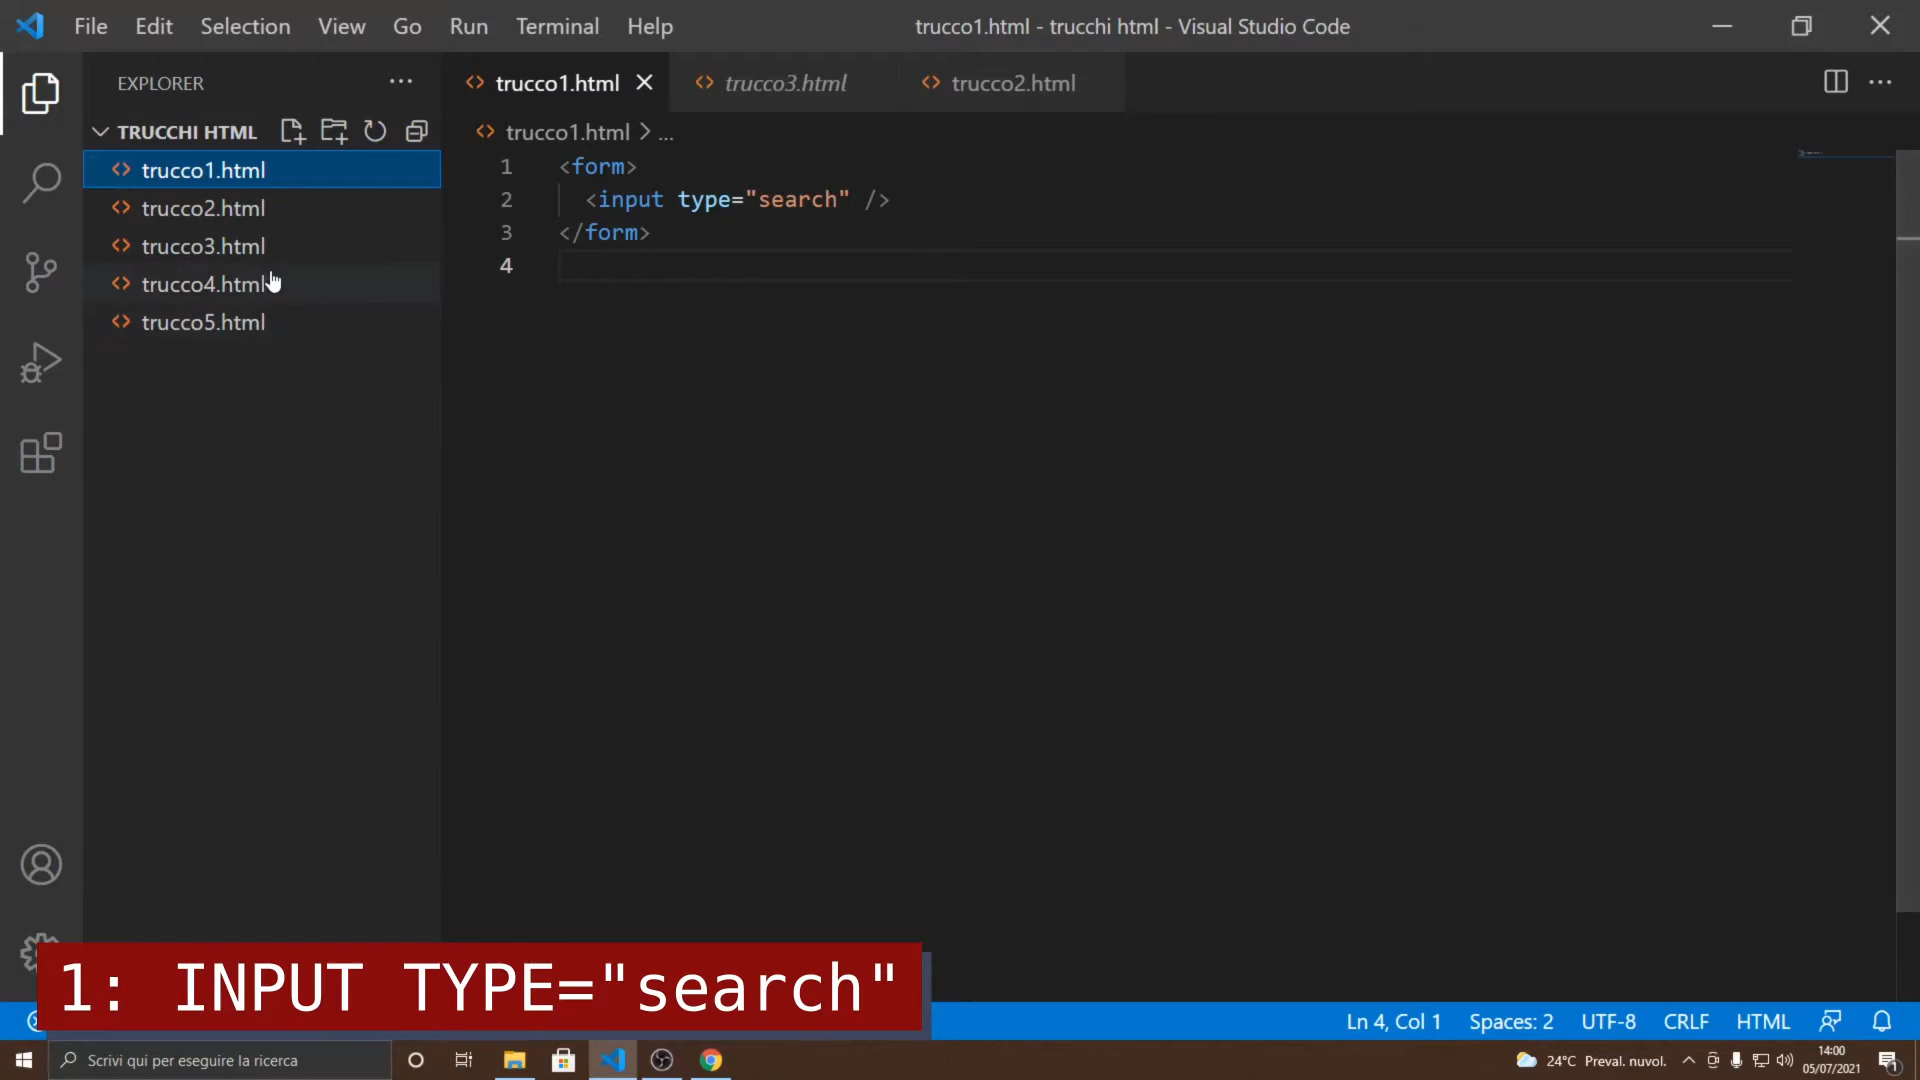 File Edit Selection View Go Run Terminal Help
trucco1.html - trucchi html - Visual Studio Code
EXPLORER
trucco1.html
trucco3.html
trucco2.html
TRUCCHI HTML
trucco1.html > ...
trucco1.html
trucco2.html
trucco3.html
trucco4.html
trucco5.html
1 <form>
2 <input type="search" />
3 </form>
4
1: INPUT TYPE="search"
Ln 4, Col 1 Spaces: 2 UTF-8 CRLF HTML
Scrivi qui per eseguire la ricerca
24°C Preval. nuvol.
14:00
05/07/2021
1